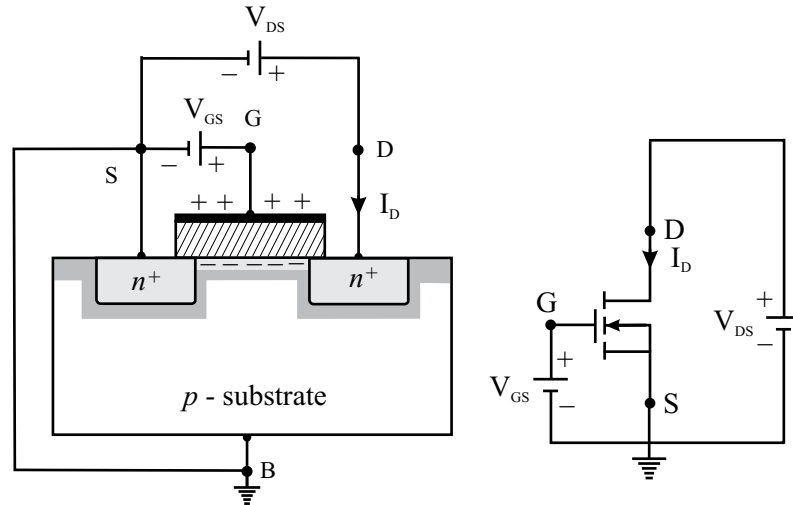 V_DS
− +
V_GS G
− +
S
D
+ + + +
I_D
n⁺ n⁺
− − − − − −
p - substrate
B
D
I_D
G
+
V_GS
−
+
V_DS
−
S